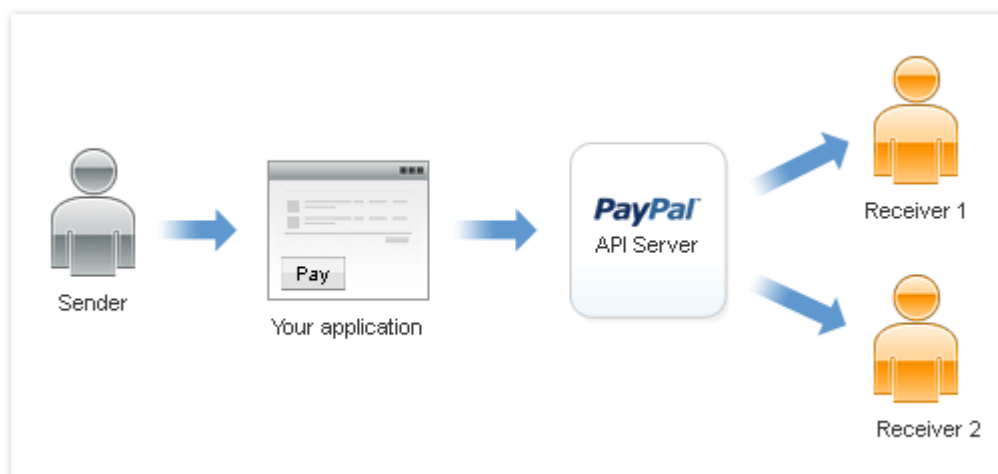 Sender
Pay
Your application
PayPal
API Server
Receiver 1
Receiver 2